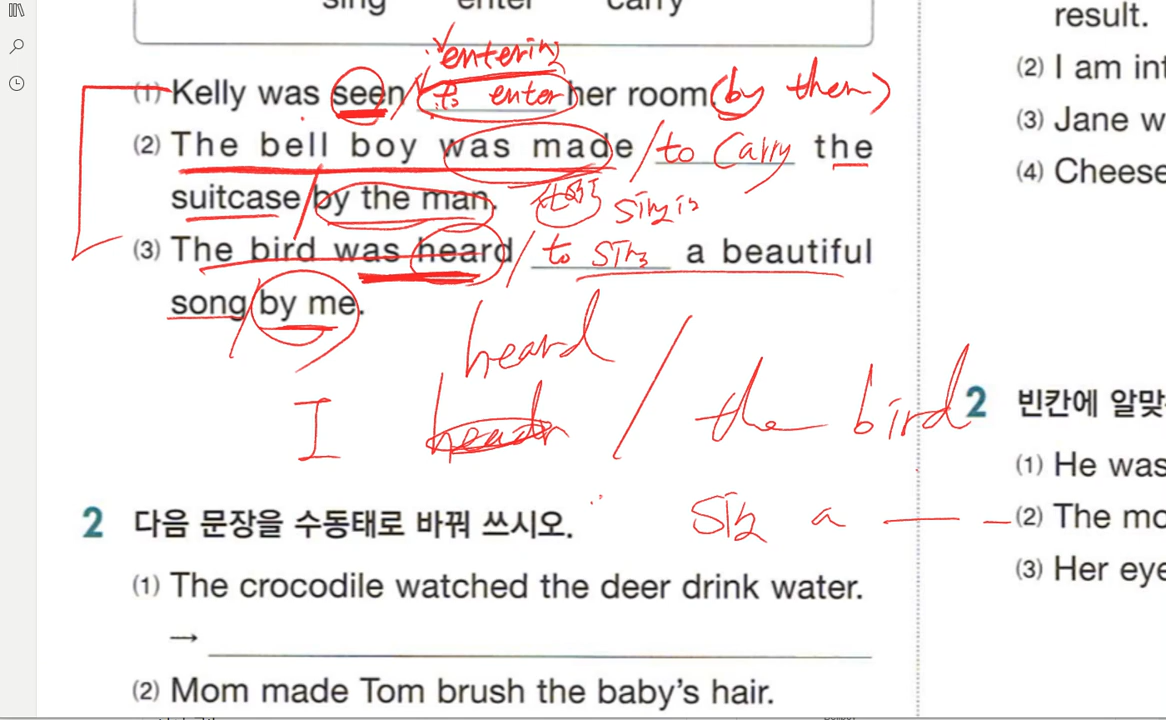 sing enter carry
entering
(1) Kelly was seen / to enter her room. (by them)
(2) The bell boy was made / to carry the
suitcase / by the man.
singing
(3) The bird was heard / to sing a beautiful
song / by me.
heard
I / the bird
sing a
2 다음 문장을 수동태로 바꿔 쓰시오.
(1) The crocodile watched the deer drink water.
→
(2) Mom made Tom brush the baby's hair.
result.
(2) I am int
(3) Jane w
(4) Cheese
2 빈칸에 알맞
(1) He was
(2) The mo
(3) Her eye